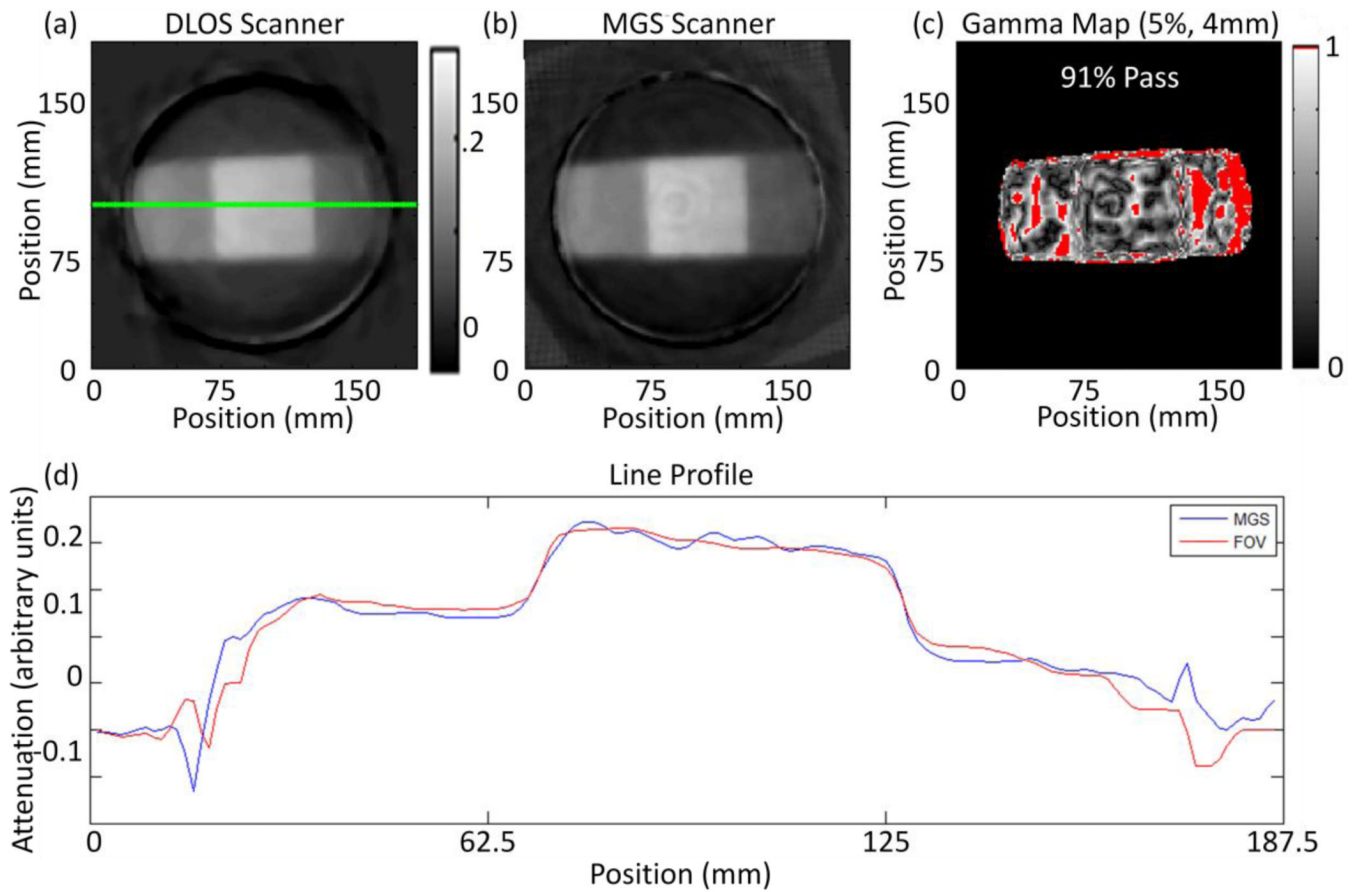 (a) DLOS Scanner
Position (mm)
150
75
0
0 75 150
Position (mm)
.2
0
(b) MGS Scanner
150
75
0
0 75 150
Position (mm)
(c) Gamma Map (5%, 4mm)
91% Pass
Position (mm)
150
75
0
0 75 150
Position (mm)
1
0
(d) Line Profile
Attenuation (arbitrary units)
0.2
0.1
0
-0.1
MGS
FOV
0 62.5 125 187.5
Position (mm)